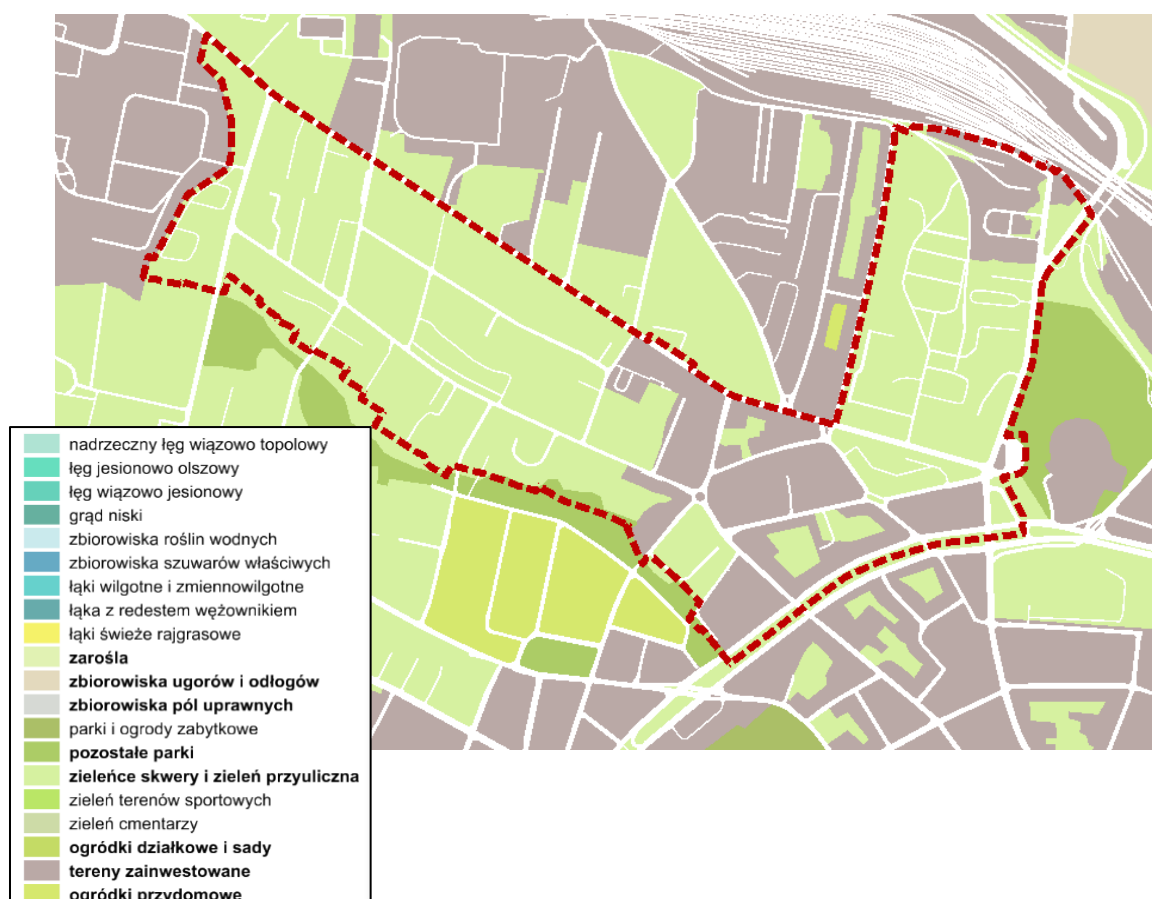 nadrzeczny łęg wiązowo topolowy
łęg jesionowo olszowy
łęg wiązowo jesionowy
grąd niski
zbiorowiska roślin wodnych
zbiorowiska szuwarów właściwych
łąki wilgotne i zmiennowilgotne
łąka z redestem wężownikiem
łąki świeże rajgrasowe
zarośla
zbiorowiska ugorów i odłogów
zbiorowiska pól uprawnych
parki i ogrody zabytkowe
pozostałe parki
zieleńce skwery i zieleń przyuliczna
zieleń terenów sportowych
zieleń cmentarzy
ogródki działkowe i sady
tereny zainwestowane
ogródki przydomowe